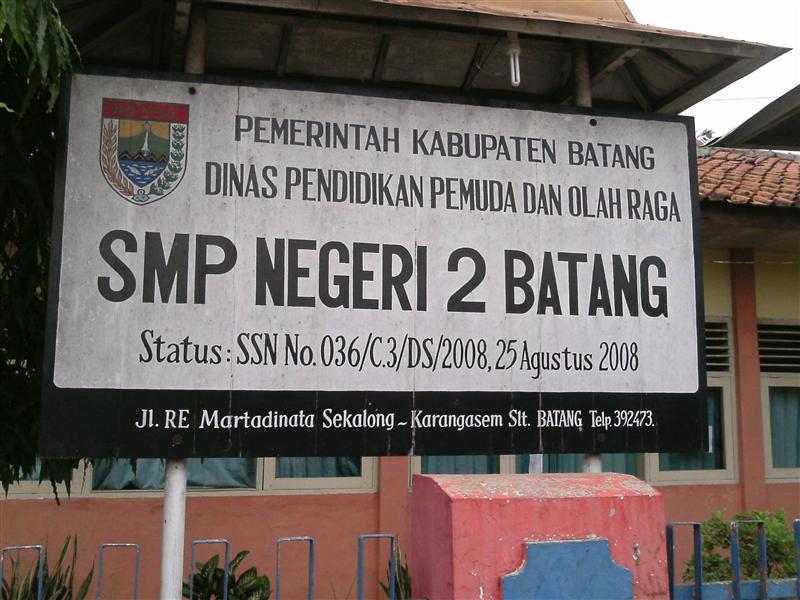 BATANG
PEMERINTAH KABUPATEN BATANG
DINAS PENDIDIKAN PEMUDA DAN OLAH RAGA
SMP NEGERI 2 BATANG
Status : SSN No. 036/C.3/DS/2008, 25 Agustus 2008
Jl. RE Martadinata Sekalong ~ Karangasem Slt. BATANG Telp. 392473.